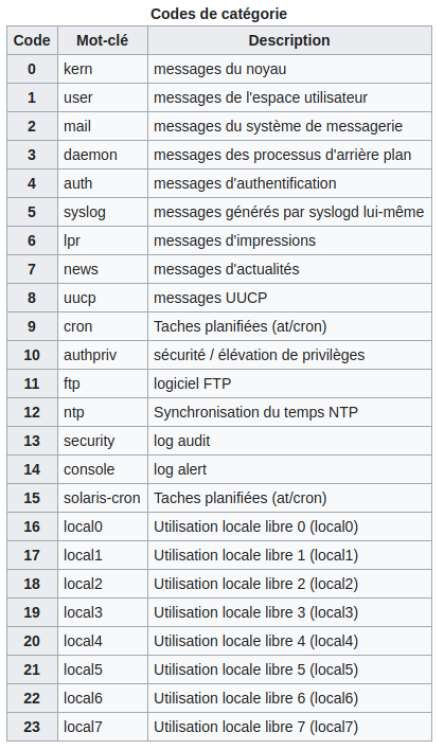 Codes de catégorie
Code Mot-clé Description
0 kern messages du noyau
1 user messages de l'espace utilisateur
2 mail messages du système de messagerie
3 daemon messages des processus d'arrière plan
4 auth messages d'authentification
5 syslog messages générés par syslogd lui-même
6 lpr messages d'impressions
7 news messages d'actualités
8 uucp messages UUCP
9 cron Taches planifiées (at/cron)
10 authpriv sécurité / élévation de privilèges
11 ftp logiciel FTP
12 ntp Synchronisation du temps NTP
13 security log audit
14 console log alert
15 solaris-cron Taches planifiées (at/cron)
16 local0 Utilisation locale libre 0 (local0)
17 local1 Utilisation locale libre 1 (local1)
18 local2 Utilisation locale libre 2 (local2)
19 local3 Utilisation locale libre 3 (local3)
20 local4 Utilisation locale libre 4 (local4)
21 local5 Utilisation locale libre 5 (local5)
22 local6 Utilisation locale libre 6 (local6)
23 local7 Utilisation locale libre 7 (local7)